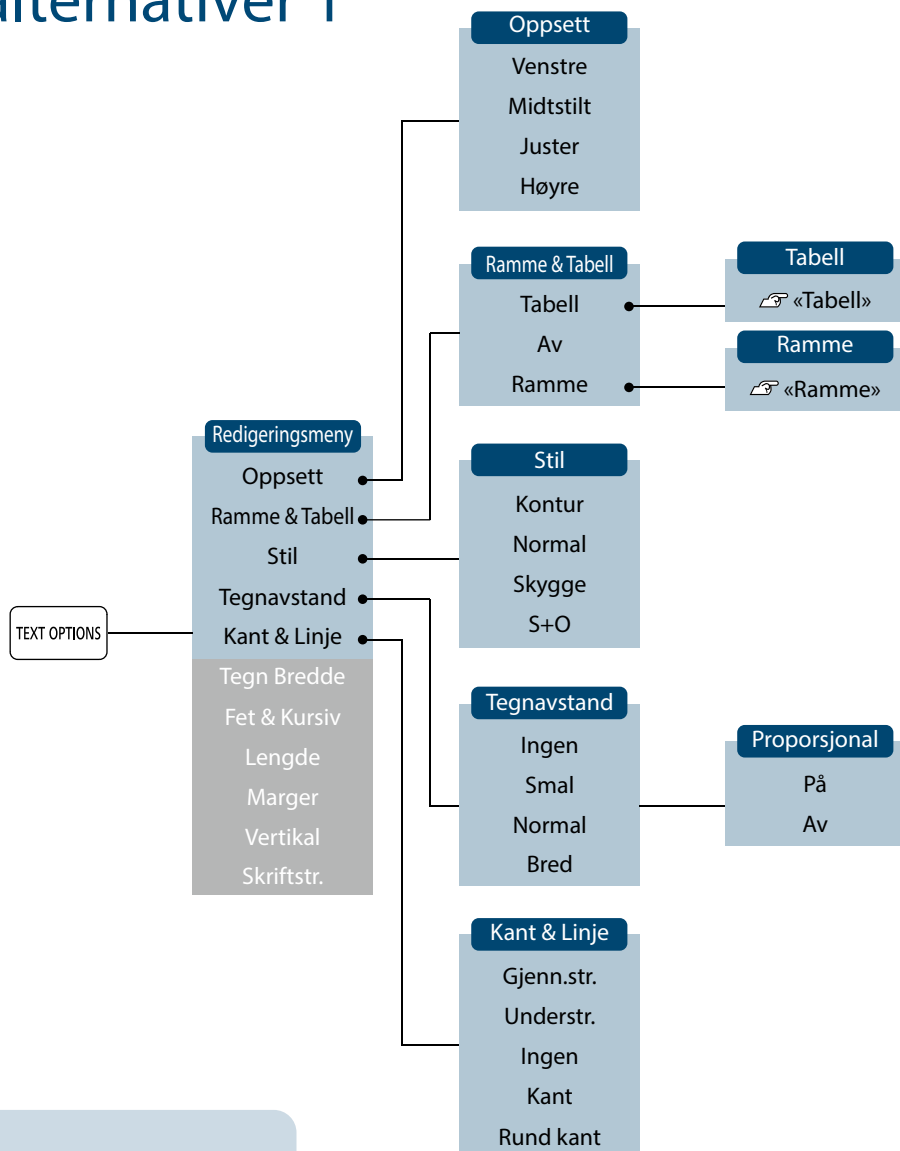 alternativer 1
TEXT OPTIONS
Redigeringsmeny
Oppsett
Ramme & Tabell
Stil
Tegnavstand
Kant & Linje
Tegn Bredde
Fet & Kursiv
Lengde
Marger
Vertikal
Skriftstr.
Oppsett
Venstre
Midtstilt
Juster
Høyre
Ramme & Tabell
Tabell
Av
Ramme
Tabell
«Tabell»
Ramme
«Ramme»
Stil
Kontur
Normal
Skygge
S+O
Tegnavstand
Ingen
Smal
Normal
Bred
Proporsjonal
På
Av
Kant & Linje
Gjenn.str.
Understr.
Ingen
Kant
Rund kant